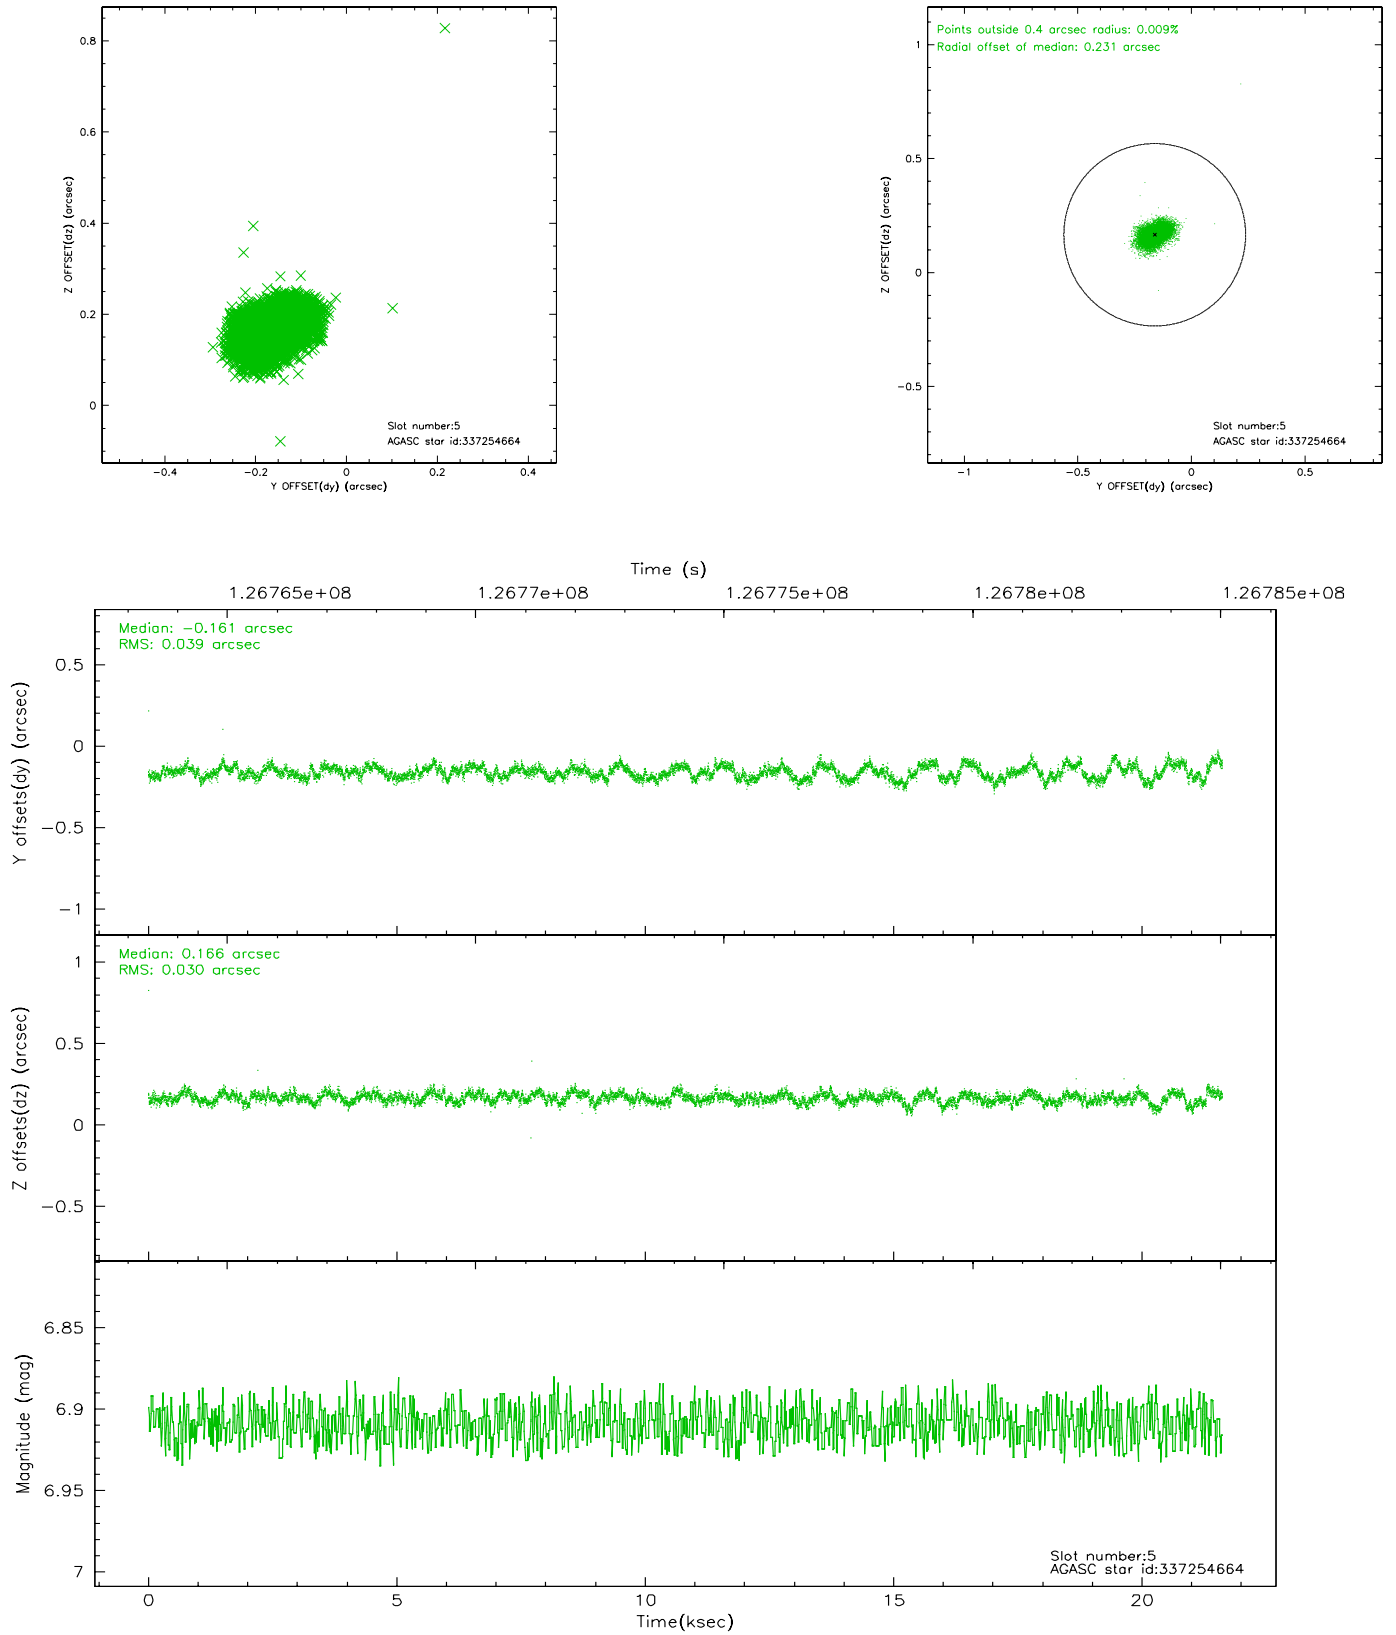 0.8
0.6
0.4
0.2
0
Z OFFSET(dz) (arcsec)
Slot number:5
AGASC star id:337254664
−0.4 −0.2 0 0.2 0.4
Y OFFSET(dy) (arcsec)
Points outside 0.4 arcsec radius: 0.009%
Radial offset of median: 0.231 arcsec
1
0.5
0
−0.5
Z OFFSET(dz) (arcsec)
Slot number:5
AGASC star id:337254664
−1 −0.5 0 0.5
Y OFFSET(dy) (arcsec)
Time (s)
1.26765e+08 1.2677e+08 1.26775e+08 1.2678e+08 1.26785e+08
Median: −0.161 arcsec
RMS: 0.039 arcsec
0.5
0
−0.5
−1
Y offsets(dy) (arcsec)
Median: 0.166 arcsec
RMS: 0.030 arcsec
1
0.5
0
−0.5
Z offsets(dz) (arcsec)
6.85
6.9
6.95
7
Magnitude (mag)
Slot number:5
AGASC star id:337254664
0 5 10 15 20
Time(ksec)